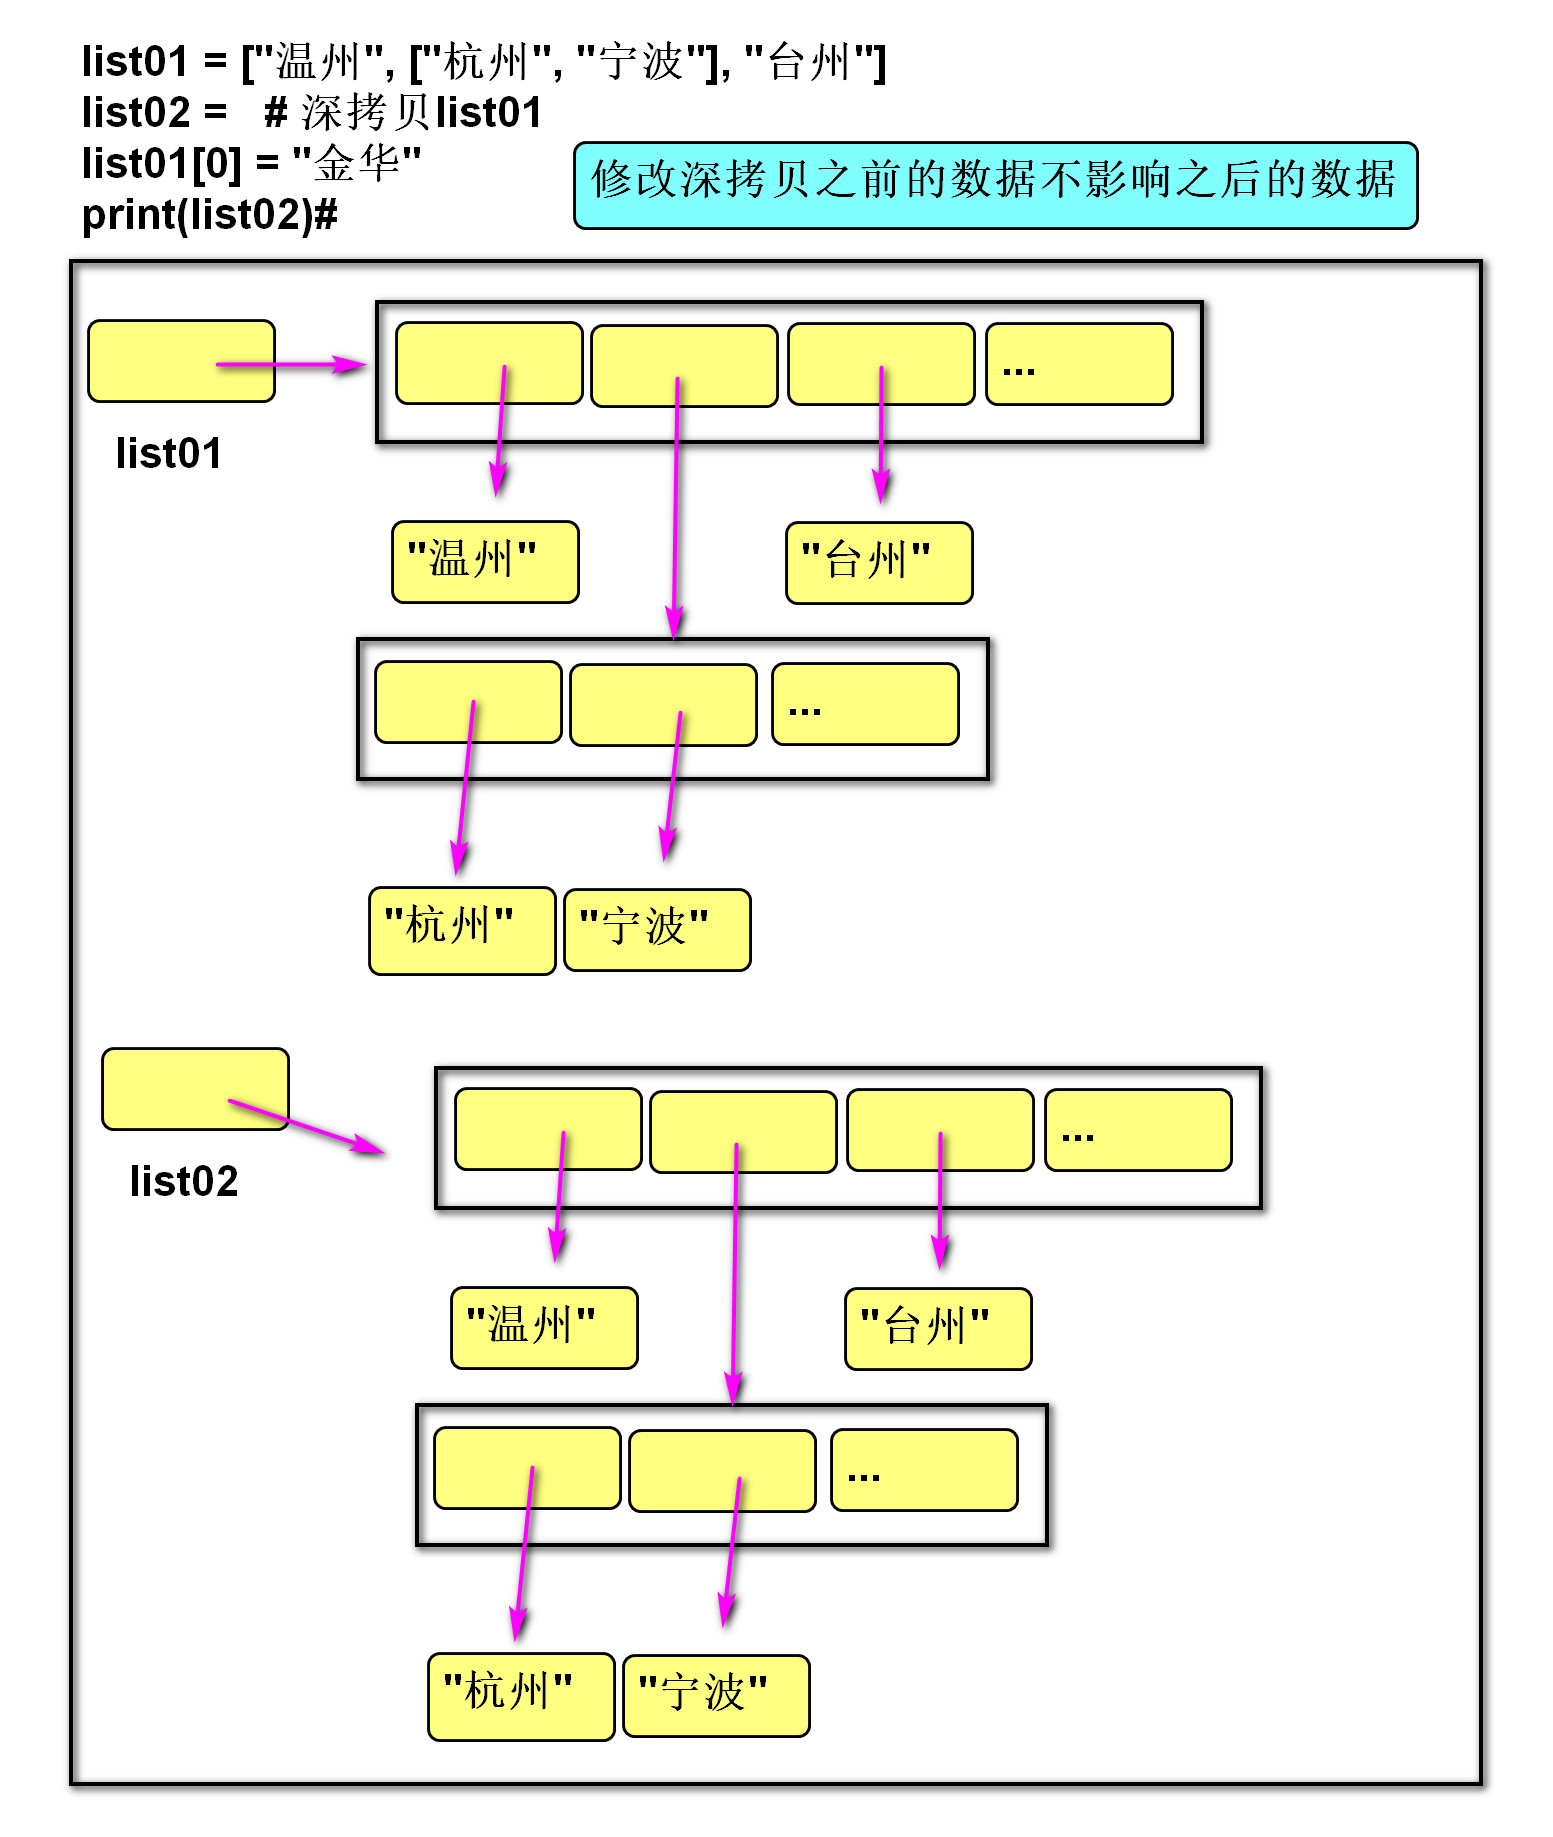 list01 = ["温州", ["杭州", "宁波"], "台州"]
list02 =   # 深拷贝list01
list01[0] = "金华"
print(list02)#
修改深拷贝之前的数据不影响之后的数据
...
list01
"温州"
"台州"
...
"杭州"
"宁波"
...
list02
"温州"
"台州"
...
"杭州"
"宁波"